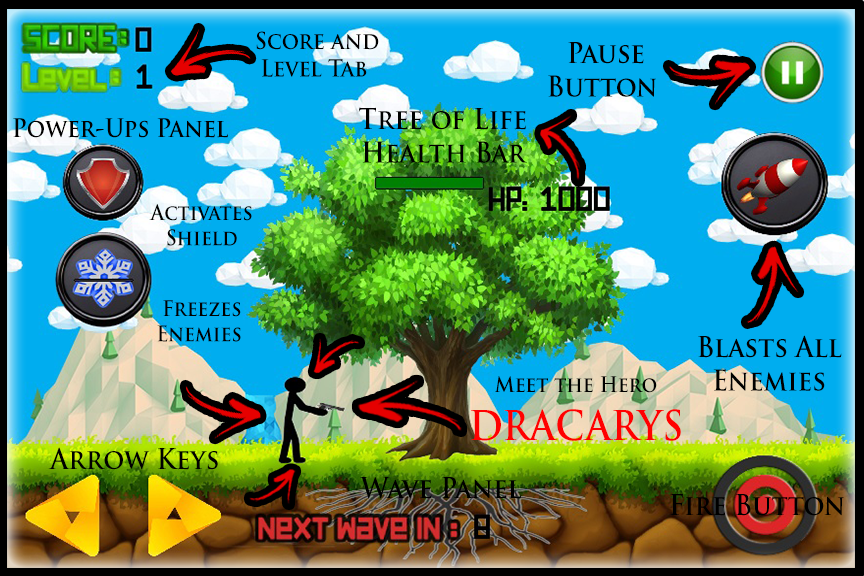 SCORE: 0
Level: 1
Score and
Level Tab
Pause
Button
Power-Ups Panel
Tree of Life
Health Bar
HP: 1000
Activates
Shield
Freezes
Enemies
Blasts All
Enemies
Meet the Hero
DRACARYS
Arrow Keys
Wave Panel
Fire Button
Next Wave in : 8